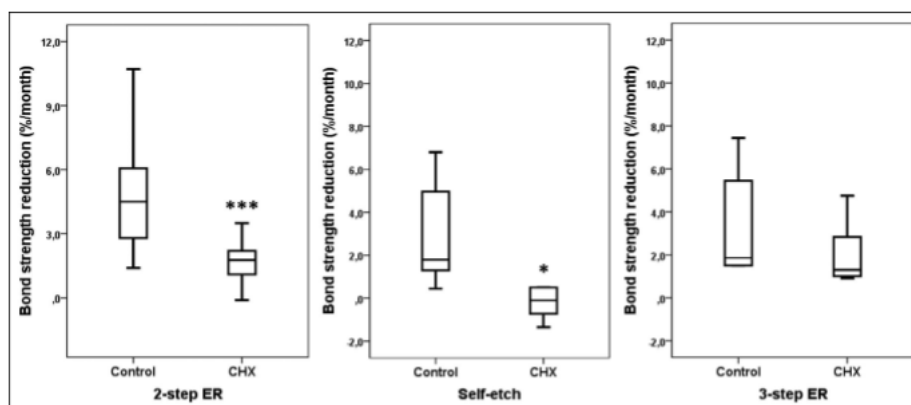 Bond strength reduction (%/month)
12,0
9,0
6,0
3,0
,0
***
Control CHX
2-step ER
Bond strength reduction (%/month)
12,0
10,0
8,0
6,0
4,0
2,0
,0
-2,0
*
Control CHX
Self-etch
Bond strength reduction (%/month)
12,0
10,0
8,0
6,0
4,0
2,0
,0
-2,0
Control CHX
3-step ER